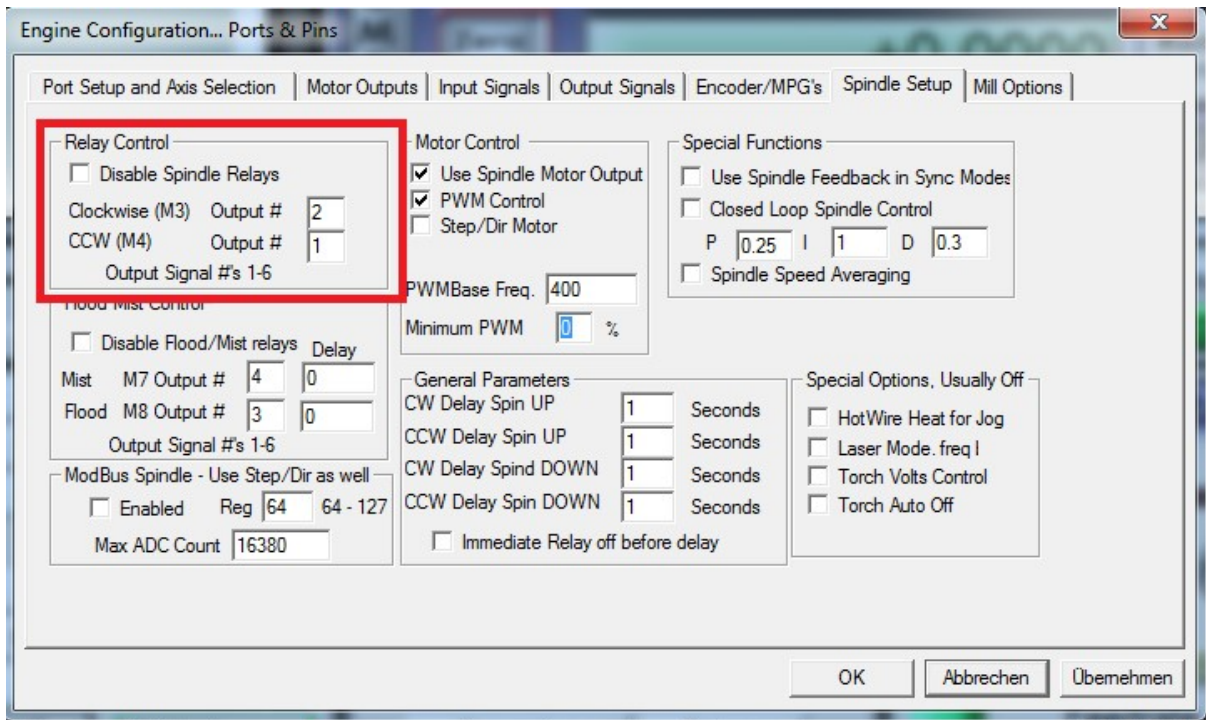 Engine Configuration... Ports & Pins
Port Setup and Axis Selection
Motor Outputs
Input Signals
Output Signals
Encoder/MPG's
Spindle Setup
Mill Options
Relay Control
Disable Spindle Relays
Clockwise (M3) Output # 2
CCW (M4) Output # 1
Output Signal #'s 1-6
Flood Mist Control
Disable Flood/Mist relays Delay
Mist M7 Output # 4 0
Flood M8 Output # 3 0
Output Signal #'s 1-6
ModBus Spindle - Use Step/Dir as well
Enabled Reg 64 64 - 127
Max ADC Count 16380
Motor Control
Use Spindle Motor Output
PWM Control
Step/Dir Motor
PWMBase Freq. 400
Minimum PWM 0 %
General Parameters
CW Delay Spin UP 1 Seconds
CCW Delay Spin UP 1 Seconds
CW Delay Spind DOWN 1 Seconds
CCW Delay Spin DOWN 1 Seconds
Immediate Relay off before delay
Special Functions
Use Spindle Feedback in Sync Modes
Closed Loop Spindle Control
P 0.25 I 1 D 0.3
Spindle Speed Averaging
Special Options, Usually Off
HotWire Heat for Jog
Laser Mode. freq I
Torch Volts Control
Torch Auto Off
OK
Abbrechen
Übernehmen